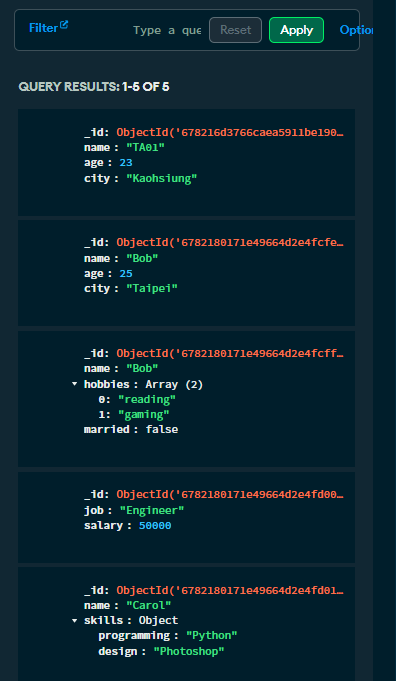 Filter
Type a que
Reset
Apply
Option
QUERY RESULTS: 1-5 OF 5
_id: ObjectId('678216d3766caea5911be190…
name: "TA01"
age: 23
city: "Kaohsiung"
_id: ObjectId('6782180171e49664d2e4fcfe…
name: "Bob"
age: 25
city: "Taipei"
_id: ObjectId('6782180171e49664d2e4fcff…
name: "Bob"
hobbies: Array (2)
0: "reading"
1: "gaming"
married: false
_id: ObjectId('6782180171e49664d2e4fd00…
job: "Engineer"
salary: 50000
_id: ObjectId('6782180171e49664d2e4fd01…
name: "Carol"
skills: Object
programming: "Python"
design: "Photoshop"